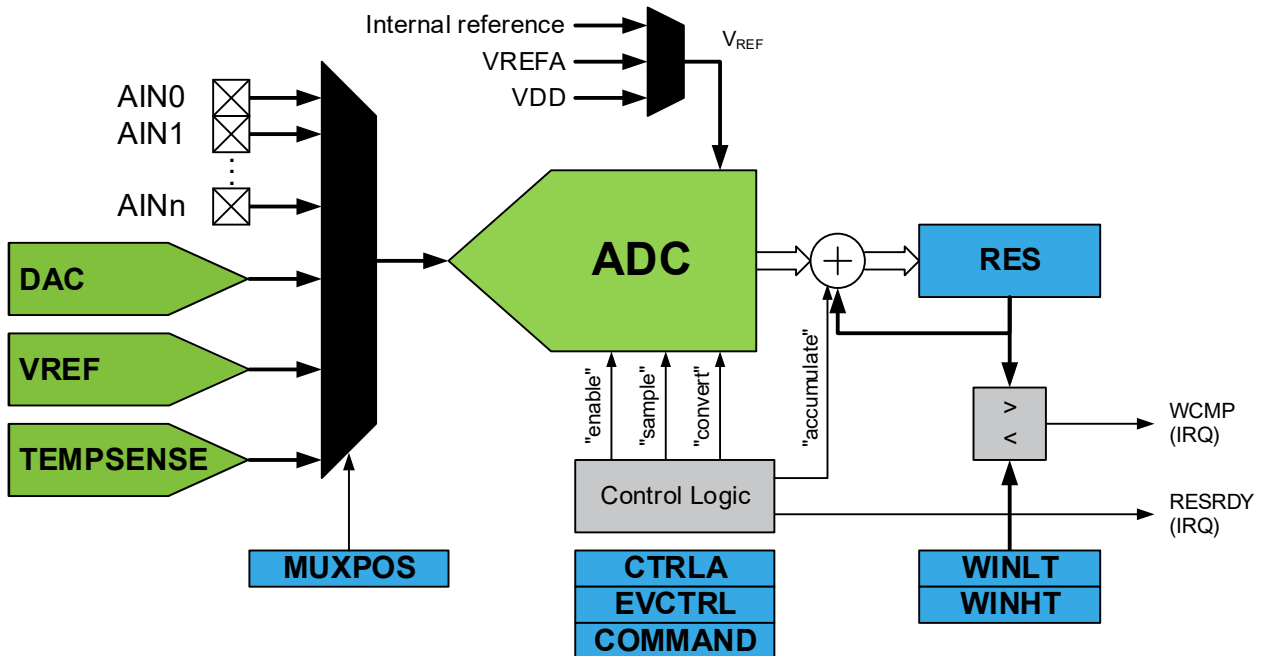 Internal reference
VREFA
VDD
VREF
AIN0
AIN1
AINn
DAC
VREF
TEMPSENSE
MUXPOS
ADC
"enable"
"sample"
"convert"
"accumulate"
Control Logic
CTRLA
EVCTRL
COMMAND
RES
>
<
WCMP
(IRQ)
RESRDY
(IRQ)
WINLT
WINHT